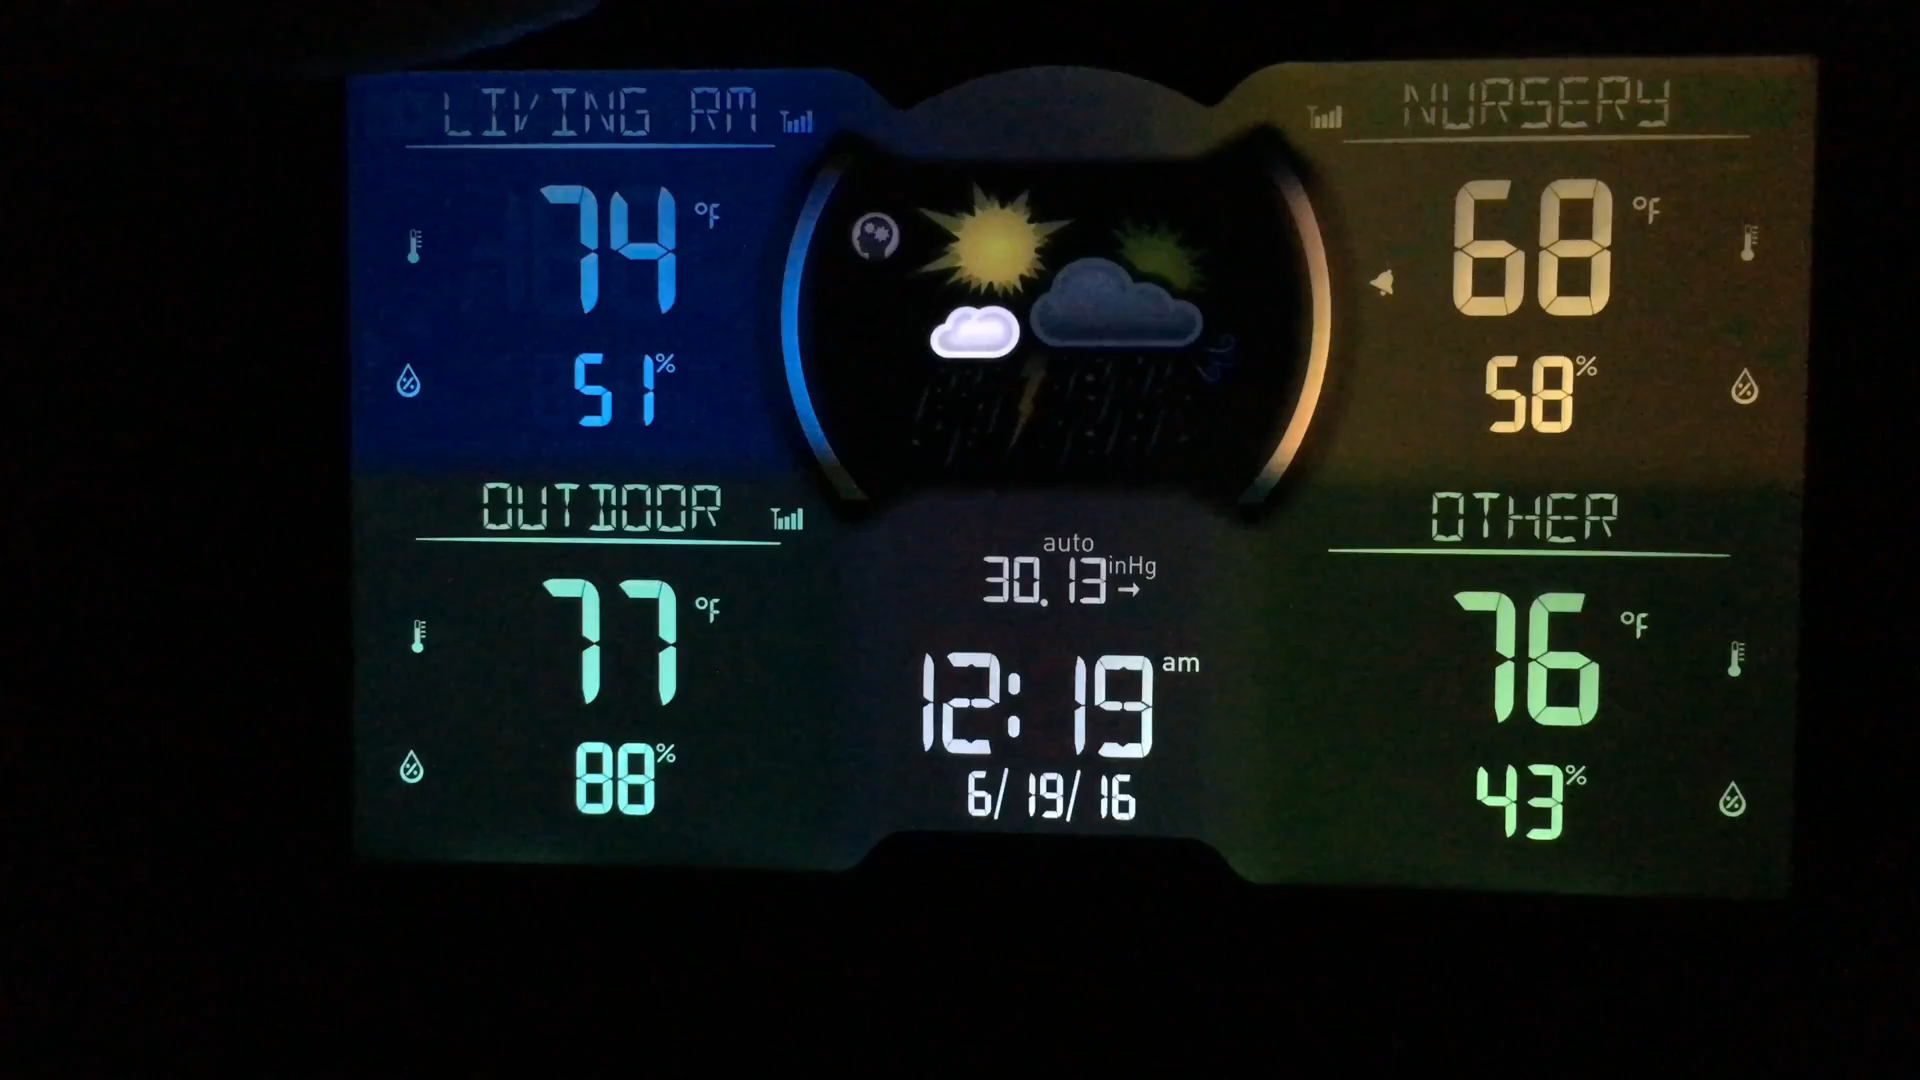 LIVING RM
74 °F
51 %
NURSERY
68 °F
58 %
OUTDOOR
77 °F
88 %
auto
30.13 inHg →
12:19 am
6/19/16
OTHER
76 °F
43 %